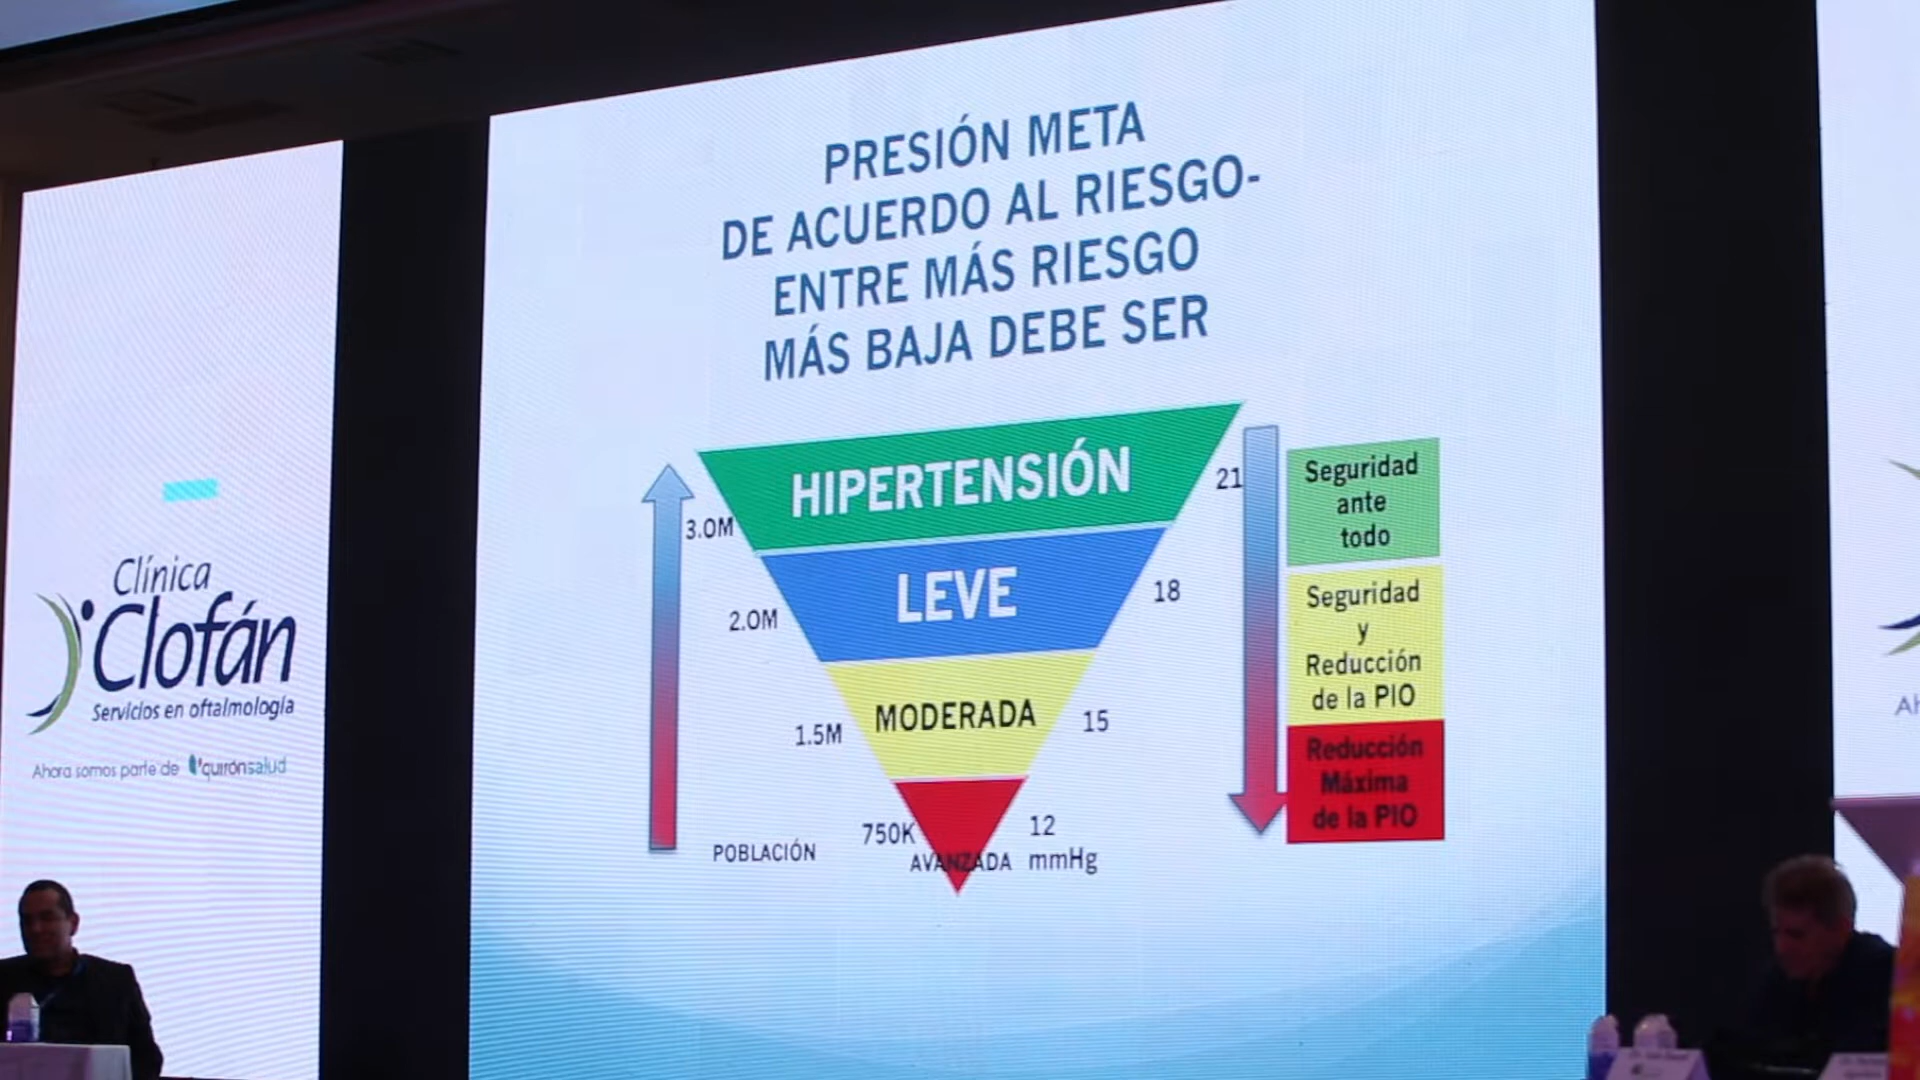 PRESIÓN META
DE ACUERDO AL RIESGO-
ENTRE MÁS RIESGO
MÁS BAJA DEBE SER
HIPERTENSIÓN
3.0M
21
LEVE
2.0M
18
MODERADA
1.5M
15
750K
12
POBLACIÓN
AVANZADA
mmHg
Seguridad
ante
todo
Seguridad
y
Reducción
de la PIO
Reducción
Máxima
de la PIO
Clínica
Clofán
Servicios en oftalmología
Ahora somos parte de quirónsalud